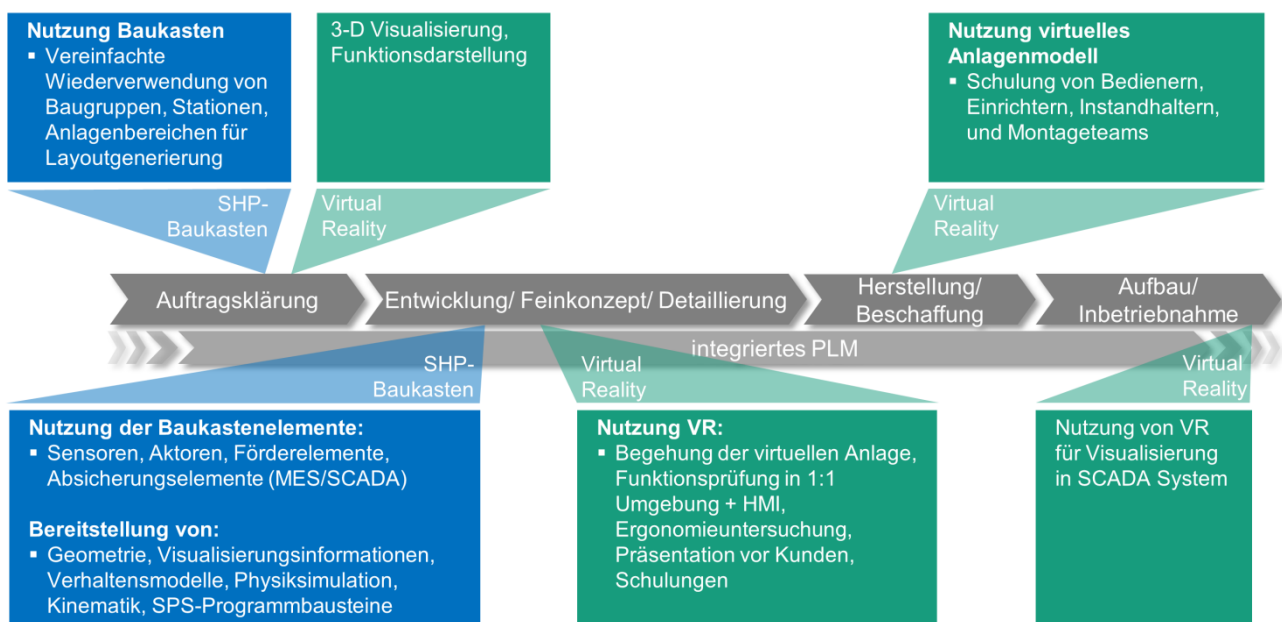 Nutzung Baukasten
▪ Vereinfachte
Wiederverwendung von
Baugruppen, Stationen,
Anlagenbereichen für
Layoutgenerierung
3-D Visualisierung,
Funktionsdarstellung
Nutzung virtuelles
Anlagenmodell
▪ Schulung von Bedienern,
Einrichtern, Instandhaltern,
und Montageteams
SHP-
Baukasten
Virtual
Reality
Virtual
Reality
Auftragsklärung
Entwicklung/ Feinkonzept/ Detaillierung
Herstellung/
Beschaffung
Aufbau/
Inbetriebnahme
integriertes PLM
SHP-
Baukasten
Virtual
Reality
Virtual
Reality
Nutzung der Baukastenelemente:
▪ Sensoren, Aktoren, Förderelemente,
Absicherungselemente (MES/SCADA)
Bereitstellung von:
▪ Geometrie, Visualisierungsinformationen,
Verhaltensmodelle, Physiksimulation,
Kinematik, SPS-Programmbausteine
Nutzung VR:
▪ Begehung der virtuellen Anlage,
Funktionsprüfung in 1:1
Umgebung + HMI,
Ergonomieuntersuchung,
Präsentation vor Kunden,
Schulungen
Nutzung von VR
für Visualisierung
in SCADA System